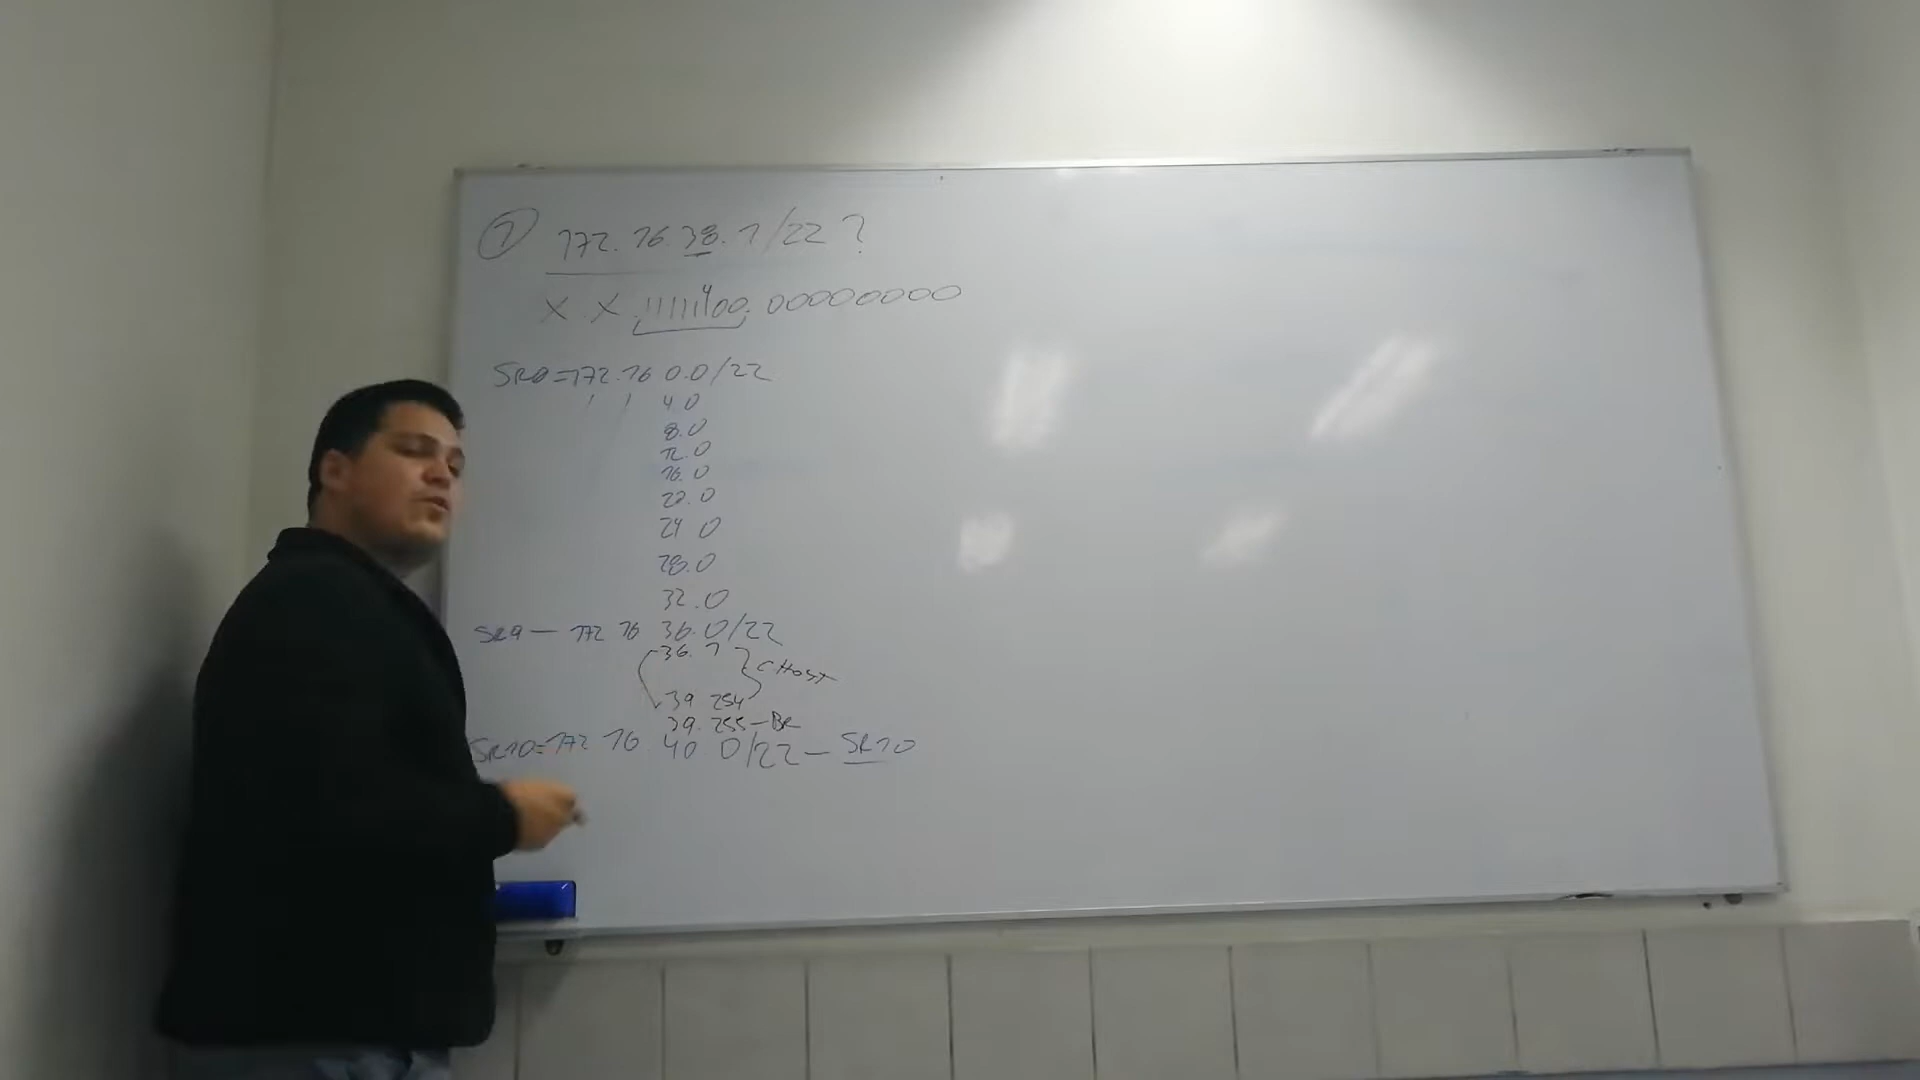 ① 172.16.38.1/22?
X.X.11111100.00000000
4
SR0=172.16 0.0/22
4 0
8.0
12.0
16.0
20.0
24 0
28.0
32.0
SR9 — 172 16 36.0/22
36.1
HOST
39 254
39.255 — BR
SR10=172 16.40 0/22 — SR10